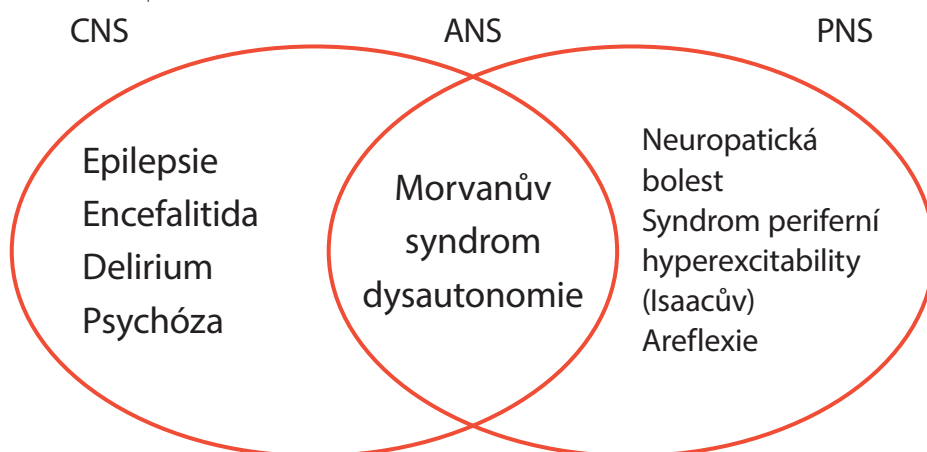 CNS
ANS
PNS
Epilepsie
Encefalitida
Delirium
Psychóza
Morvanův
syndrom
dysautonomie
Neuropatická
bolest
Syndrom periferní
hyperexcitability
(Isaacův)
Areflexie